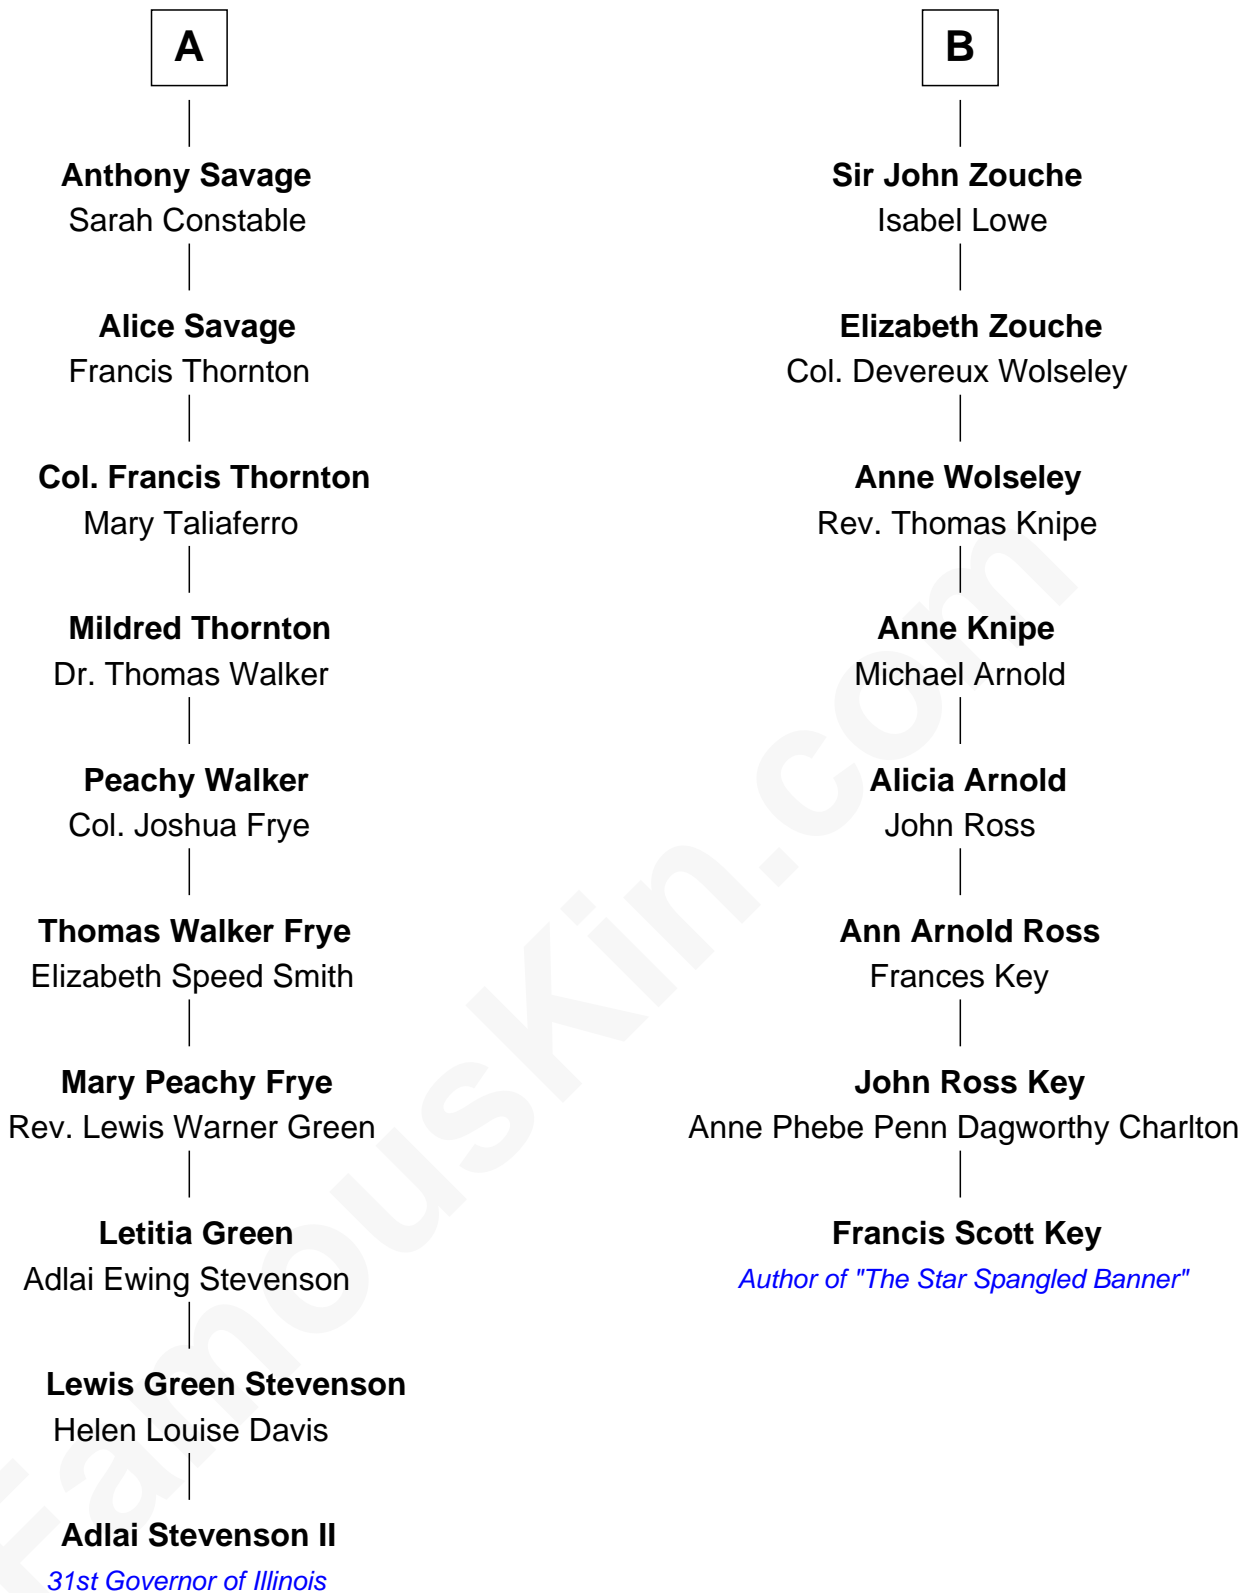 A
Anthony Savage
Sarah Constable
Alice Savage
Francis Thornton
Col. Francis Thornton
Mary Taliaferro
Mildred Thornton
Dr. Thomas Walker
Peachy Walker
Col. Joshua Frye
Thomas Walker Frye
Elizabeth Speed Smith
Mary Peachy Frye
Rev. Lewis Warner Green
Letitia Green
Adlai Ewing Stevenson
Lewis Green Stevenson
Helen Louise Davis
Adlai Stevenson II
31st Governor of Illinois
B
Sir John Zouche
Isabel Lowe
Elizabeth Zouche
Col. Devereux Wolseley
Anne Wolseley
Rev. Thomas Knipe
Anne Knipe
Michael Arnold
Alicia Arnold
John Ross
Ann Arnold Ross
Frances Key
John Ross Key
Anne Phebe Penn Dagworthy Charlton
Francis Scott Key
Author of "The Star Spangled Banner"
FamousKin.com